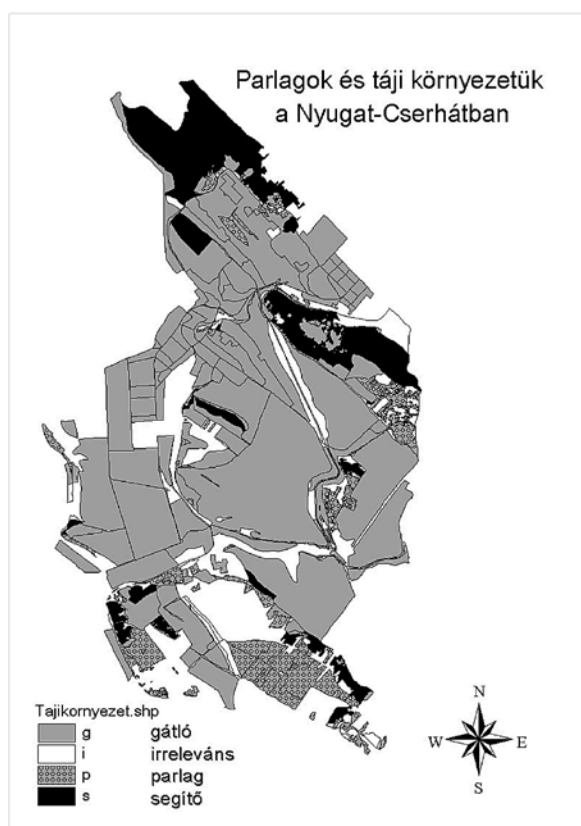 Parlagok és táji környezetük
a Nyugat-Cserhátban
Tajikornyezet.shp
g gátló
i irreleváns
p parlag
s segítő
N
W E
S